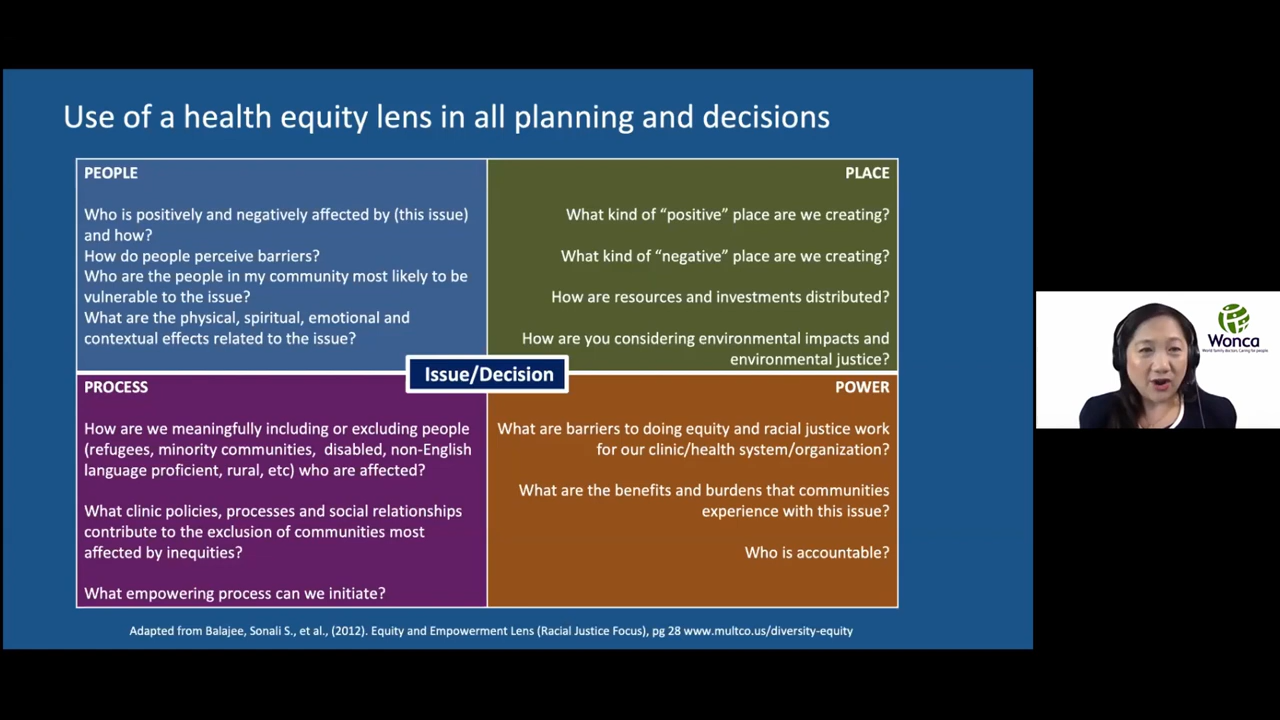 Use of a health equity lens in all planning and decisions
PEOPLE
Who is positively and negatively affected by (this issue)
and how?
How do people perceive barriers?
Who are the people in my community most likely to be
vulnerable to the issue?
What are the physical, spiritual, emotional and
contextual effects related to the issue?
PLACE
What kind of “positive” place are we creating?
What kind of “negative” place are we creating?
How are resources and investments distributed?
How are you considering environmental impacts and
environmental justice?
Issue/Decision
PROCESS
How are we meaningfully including or excluding people
(refugees, minority communities, disabled, non-English
language proficient, rural, etc) who are affected?
What clinic policies, processes and social relationships
contribute to the exclusion of communities most
affected by inequities?
What empowering process can we initiate?
POWER
What are barriers to doing equity and racial justice work
for our clinic/health system/organization?
What are the benefits and burdens that communities
experience with this issue?
Who is accountable?
Adapted from Balajee, Sonali S., et al., (2012). Equity and Empowerment Lens (Racial Justice Focus), pg 28 www.multco.us/diversity-equity
Wonca
World family doctors. Caring for people.